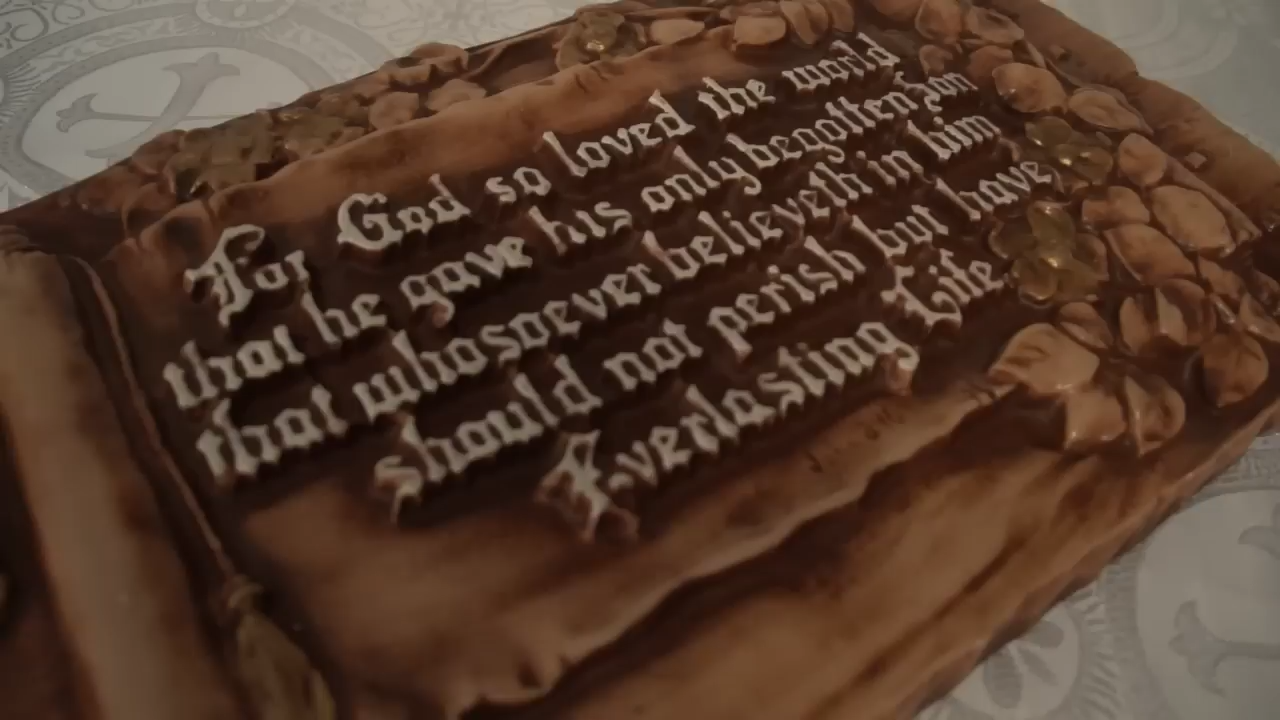 For God so loved the world
that he gave his only begotten Son
that whosoever believeth in him
should not perish but have,
Everlasting Life.